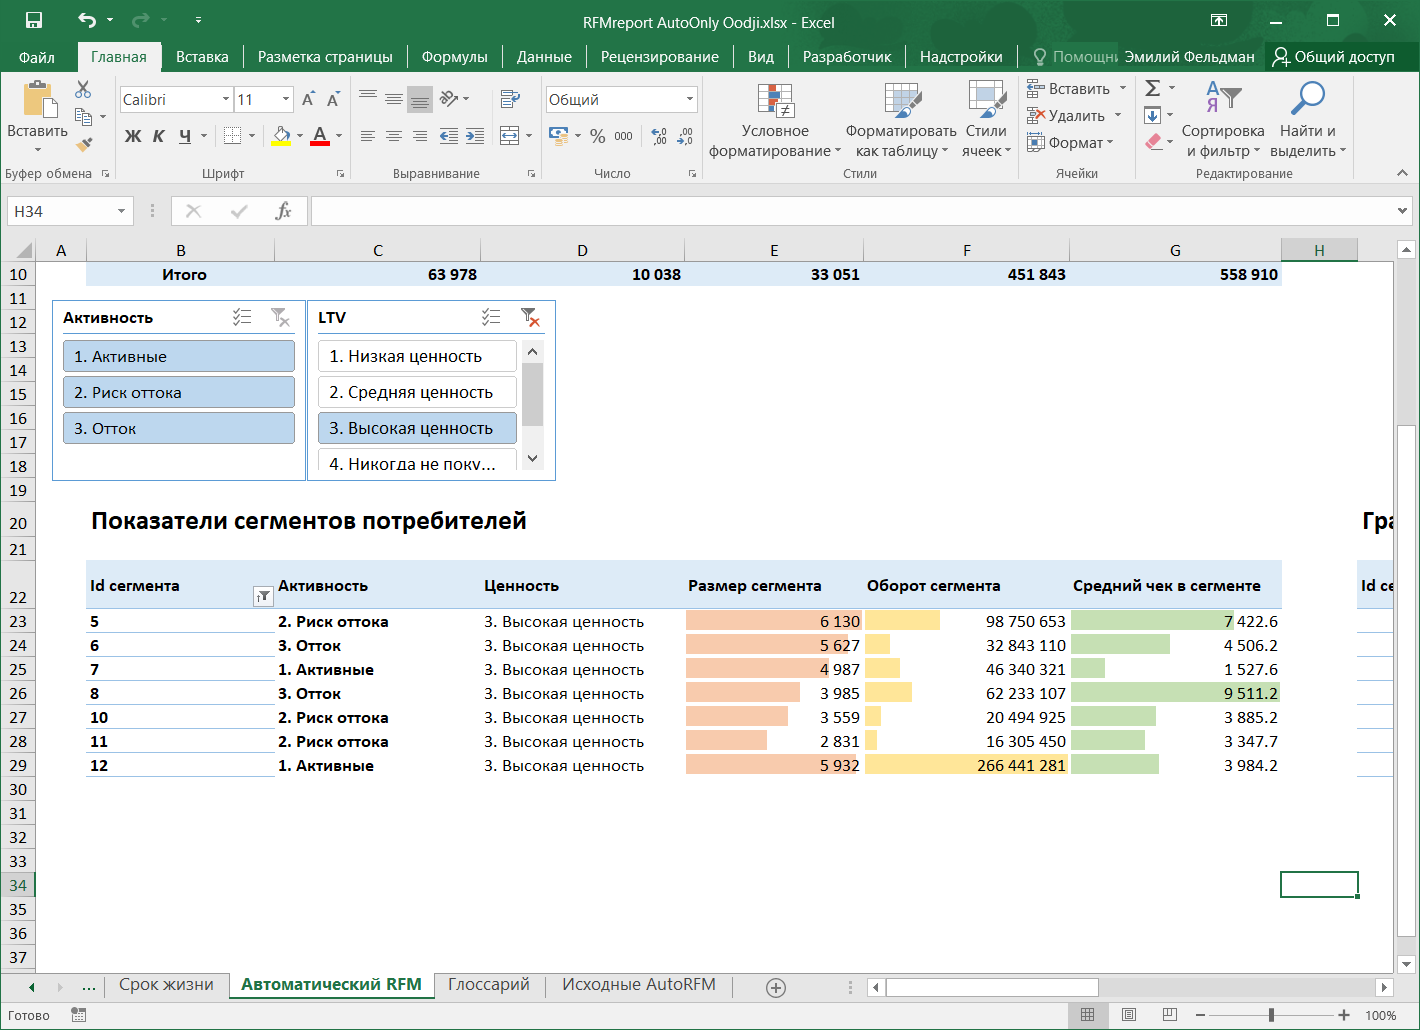 RFMreport AutoOnly Oodji.xlsx - Excel
Файл Главная Вставка Разметка страницы Формулы Данные Рецензирование Вид Разработчик Надстройки Помощни Эмилий Фельдман Общий доступ
Вставить
Буфер обмена
Calibri 11
Ж К Ч А
Шрифт
Выравнивание
Общий
% 000
Число
Условное форматирование
Форматировать как таблицу
Стили ячеек
Стили
Вставить
Удалить
Формат
Ячейки
Сортировка и фильтр
Найти и выделить
Редактирование
H34 fx
A B C D E F G H
10 Итого 63 978 10 038 33 051 451 843 558 910
11
12 Активность LTV
13 1. Активные 1. Низкая ценность
14
15 2. Риск оттока 2. Средняя ценность
16
17 3. Отток 3. Высокая ценность
18 4. Никогда не поку...
19
20 Показатели сегментов потребителей Гра
21
22 Id сегмента Активность Ценность Размер сегмента Оборот сегмента Средний чек в сегменте Id се
23 5 2. Риск оттока 3. Высокая ценность 6 130 98 750 653 7 422.6
24 6 3. Отток 3. Высокая ценность 5 627 32 843 110 4 506.2
25 7 1. Активные 3. Высокая ценность 4 987 46 340 321 1 527.6
26 8 3. Отток 3. Высокая ценность 3 985 62 233 107 9 511.2
27 10 2. Риск оттока 3. Высокая ценность 3 559 20 494 925 3 885.2
28 11 2. Риск оттока 3. Высокая ценность 2 831 16 305 450 3 347.7
29 12 1. Активные 3. Высокая ценность 5 932 266 441 281 3 984.2
30
31
32
33
34
35
36
37
... Срок жизни Автоматический RFM Глоссарий Исходные AutoRFM
Готово 100%